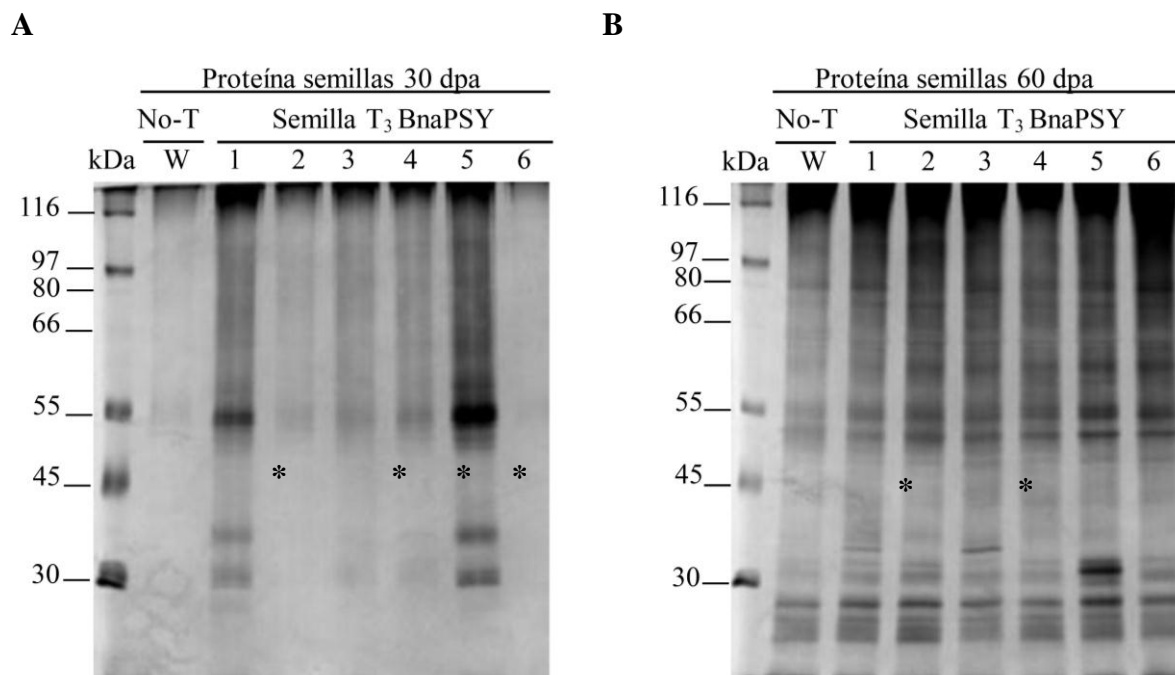 A
Proteína semillas 30 dpa
No-T Semilla T₃ BnaPSY
kDa W 1 2 3 4 5 6
116
97
80
66
55
* * * *
45
30
B
Proteína semillas 60 dpa
No-T Semilla T₃ BnaPSY
kDa W 1 2 3 4 5 6
116
97
80
66
55
45 * *
30